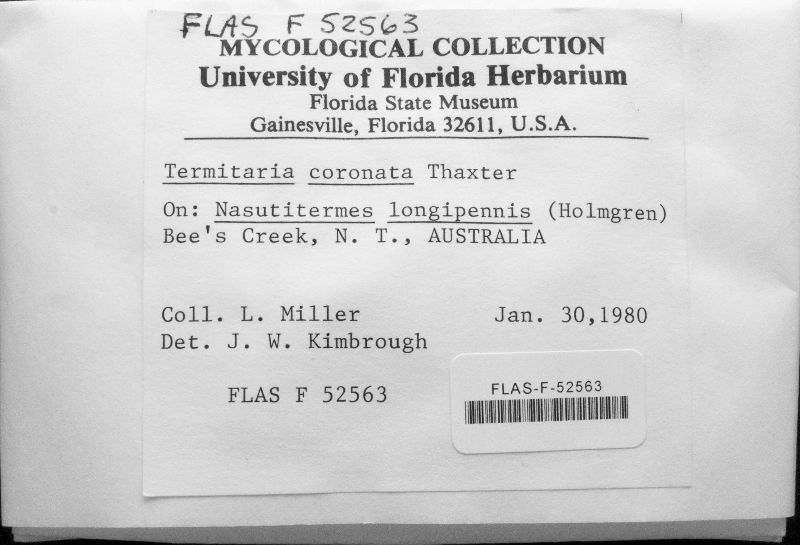 FLAS F 52563
MYCOLOGICAL COLLECTION
University of Florida Herbarium
Florida State Museum
Gainesville, Florida 32611, U.S.A.
Termitaria coronata Thaxter
On: Nasutitermes longipennis (Holmgren)
Bee's Creek, N. T., AUSTRALIA
Coll. L. Miller Jan. 30,1980
Det. J. W. Kimbrough
FLAS F 52563
FLAS-F-52563